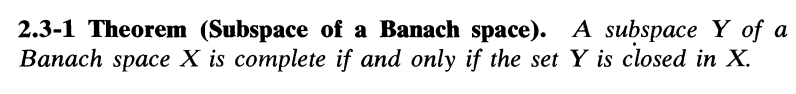 2.3-1 Theorem (Subspace of a Banach space). A subspace Y of a
Banach space X is complete if and only if the set Y is closed in X.